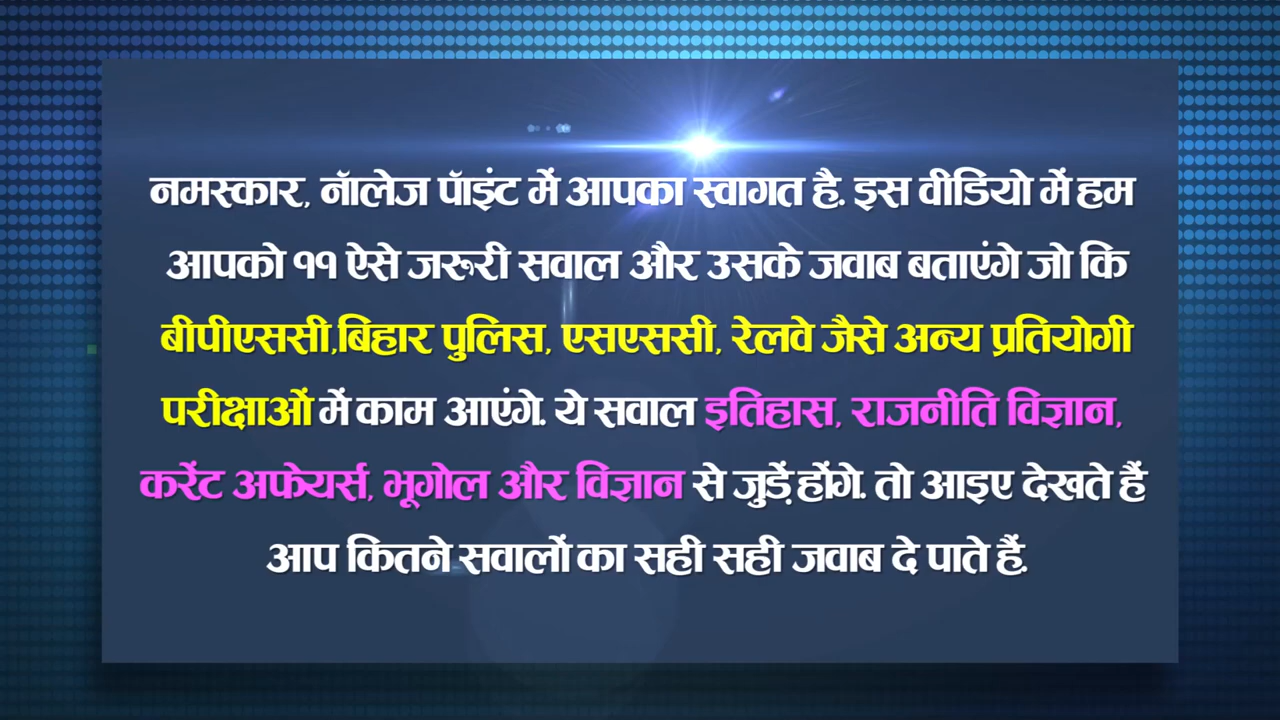 नमस्कार, नॉलेज पॉइंट में आपका स्वागत है. इस वीडियो में हम
आपको ११ ऐसे जरुरी सवाल और उसके जवाब बताएंगे जो कि
बीपीएससी,बिहार पुलिस, एसएससी, रेलवे जैसे अन्य प्रतियोगी
परीक्षाओं में काम आएंगे. ये सवाल इतिहास, राजनीति विज्ञान,
करेंट अफेयर्स, भूगोल और विज्ञान से जुड़ें होंगे. तो आइए देखते हैं
आप कितने सवालों का सही सही जवाब दे पाते हैं.